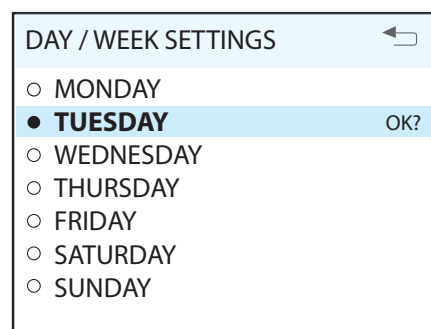 DAY / WEEK SETTINGS
MONDAY
TUESDAY OK?
WEDNESDAY
THURSDAY
FRIDAY
SATURDAY
SUNDAY